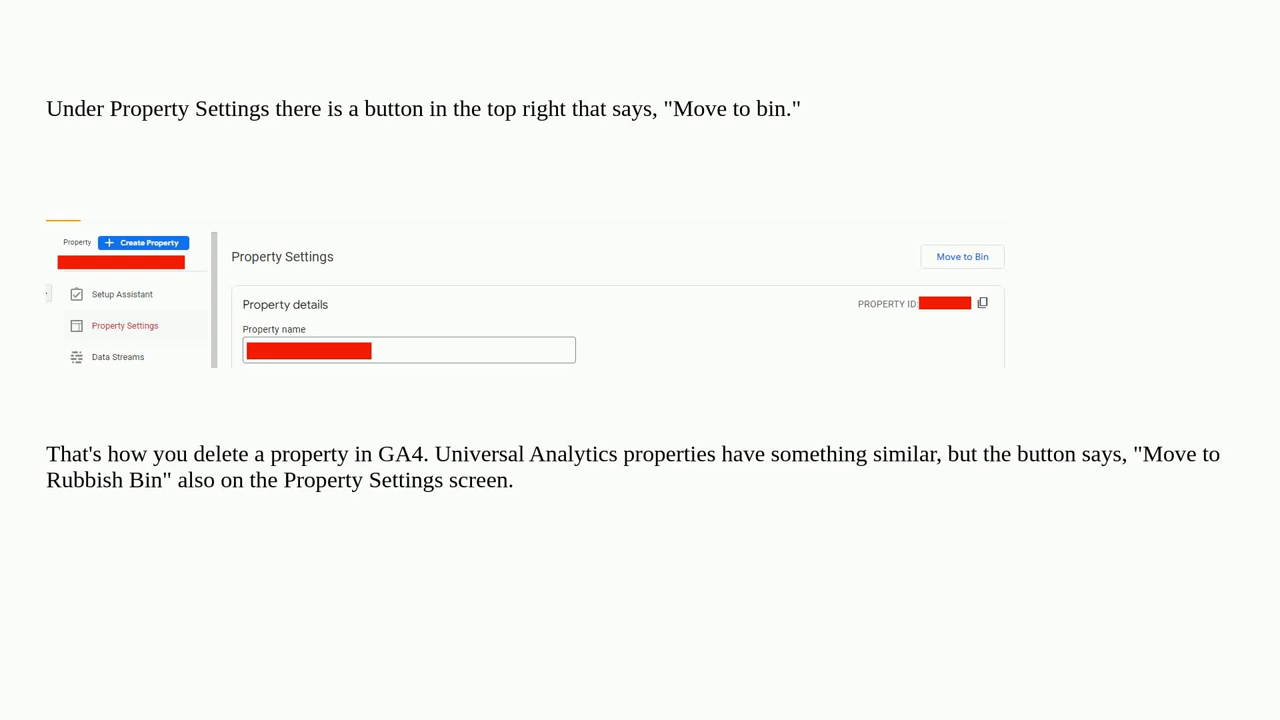 Under Property Settings there is a button in the top right that says, "Move to bin."
Property
Create Property
Property Settings
Move to Bin
Setup Assistant
Property details
PROPERTY ID:
Property Settings
Property name
Data Streams
That's how you delete a property in GA4. Universal Analytics properties have something similar, but the button says, "Move to
Rubbish Bin" also on the Property Settings screen.